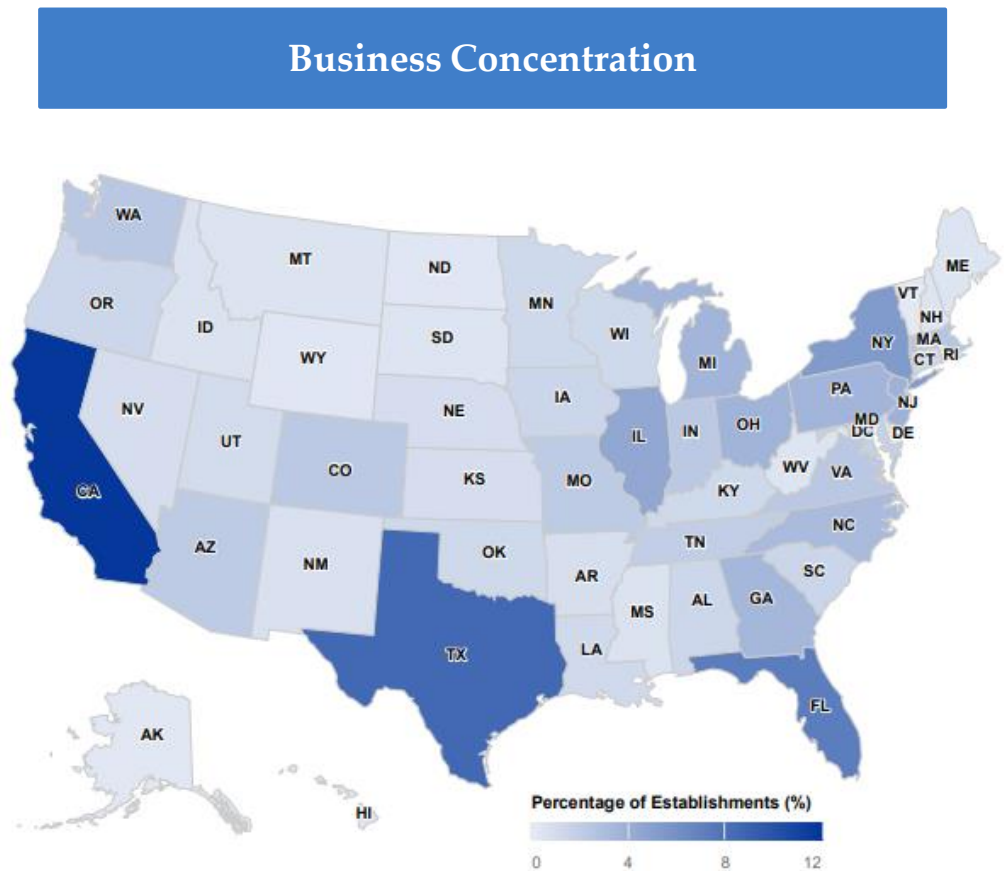 Business Concentration
WA
MT
ND
ME
OR
ID
MN
VT
NH
WY
SD
WI
NY
MA
CT
RI
MI
NV
NE
IA
PA
NJ
UT
CO
IL
IN
OH
MD
DC
DE
CA
KS
MO
WV
VA
KY
AZ
NM
OK
TN
NC
AR
SC
MS
AL
GA
TX
LA
FL
AK
HI
Percentage of Establishments (%)
0 4 8 12